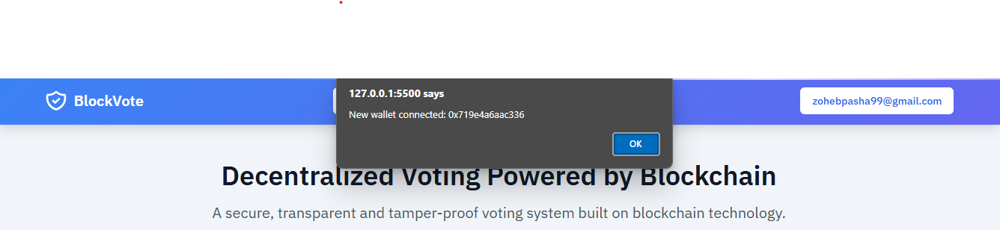 BlockVote
127.0.0.1:5500 says
New wallet connected: 0x719e4a6aac336
OK
zohebpasha99@gmail.com
Decentralized Voting Powered by Blockchain
A secure, transparent and tamper-proof voting system built on blockchain technology.